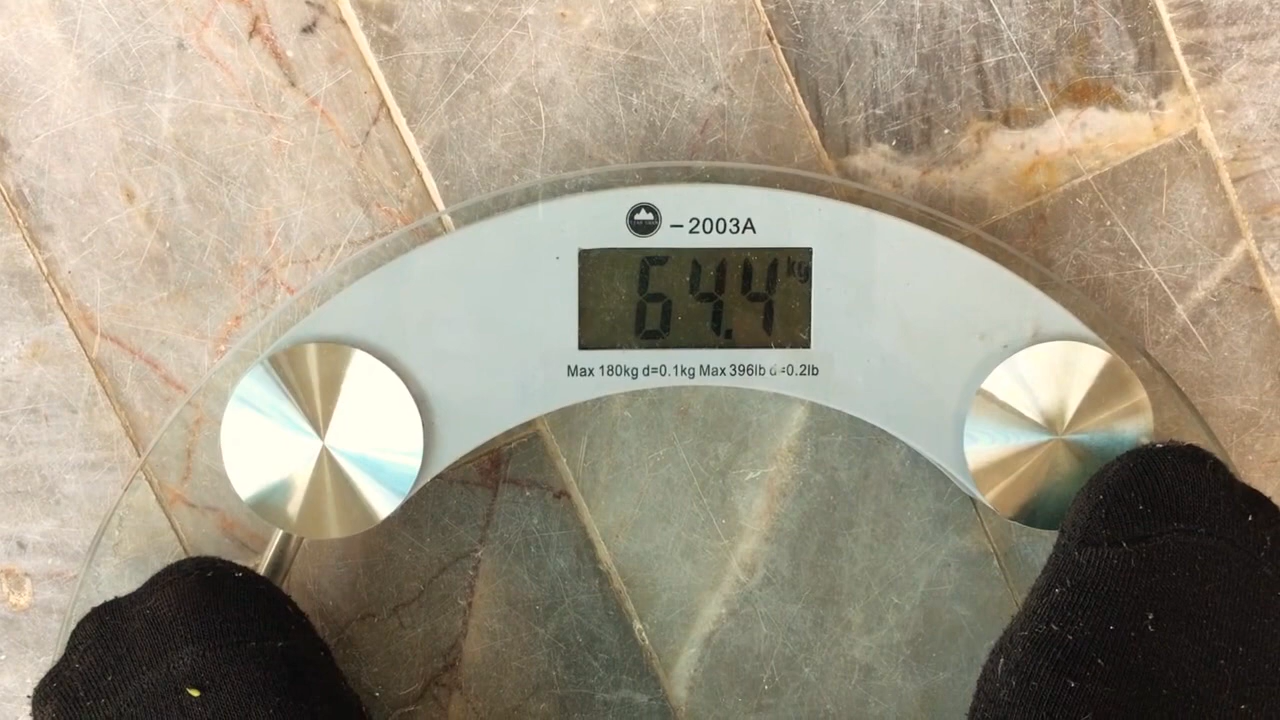 –2003A
64.4 kg
Max 180kg d=0.1kg Max 396lb d=0.2lb